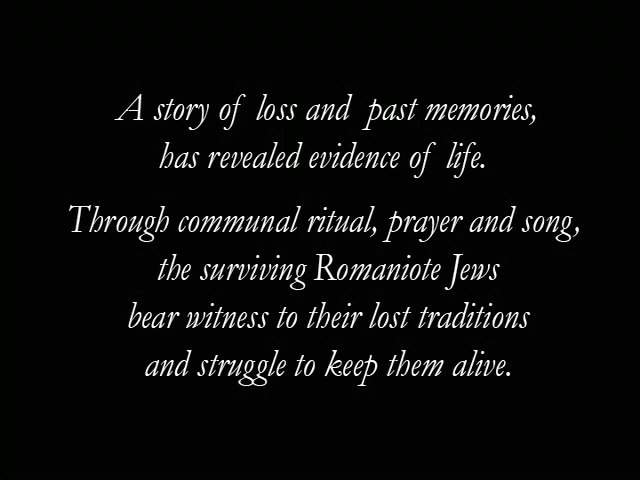 A story of loss and past memories,
has revealed evidence of life.
Through communal ritual, prayer and song,
the surviving Romaniote Jews
bear witness to their lost traditions
and struggle to keep them alive.